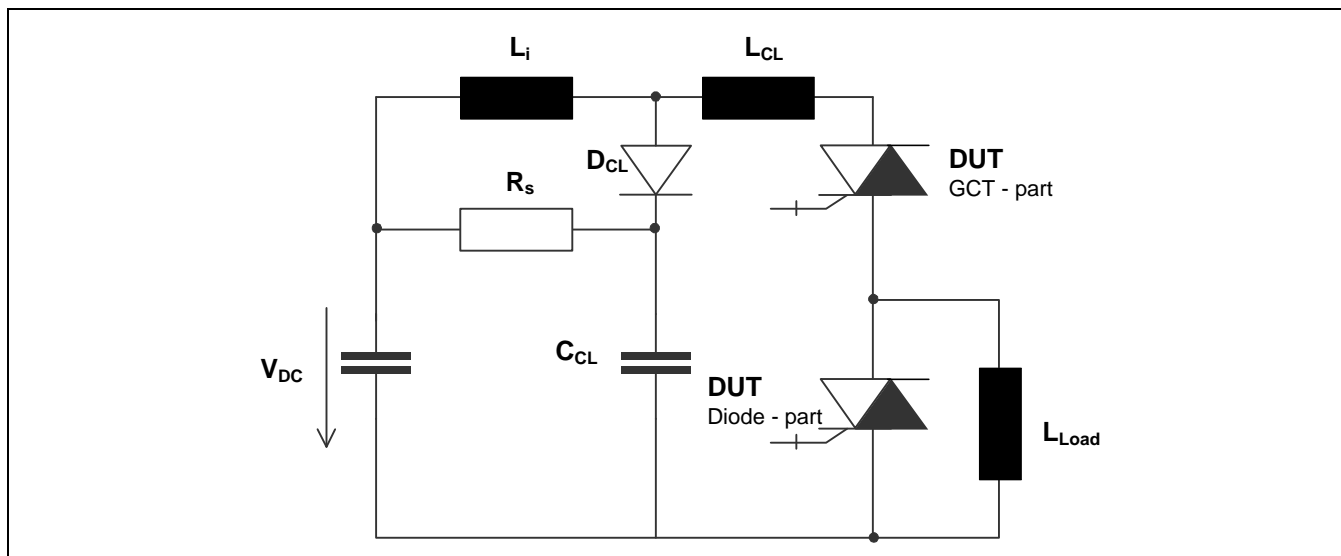 Li
LCL
DCL
DUT
GCT - part
Rs
VDC
CCL
DUT
Diode - part
LLoad